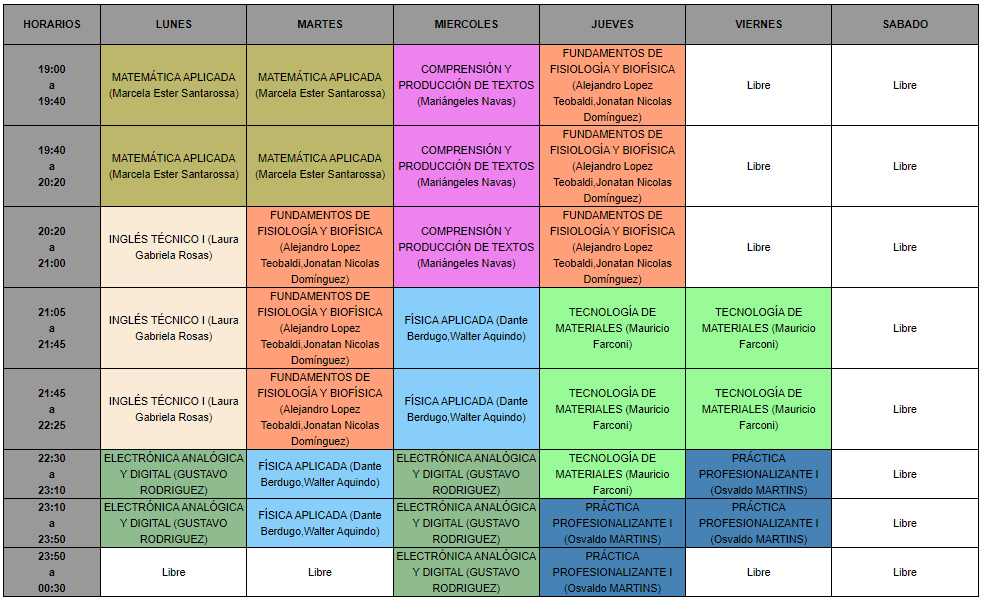 HORARIOS LUNES MARTES MIERCOLES JUEVES VIERNES SABADO
19:00
a
19:40
MATEMÁTICA APLICADA
(Marcela Ester Santarossa)
MATEMÁTICA APLICADA
(Marcela Ester Santarossa)
COMPRENSIÓN Y
PRODUCCIÓN DE TEXTOS
(Mariángeles Navas)
FUNDAMENTOS DE
FISIOLOGÍA Y BIOFÍSICA
(Alejandro Lopez
Teobaldi,Jonatan Nicolas
Domínguez)
Libre
Libre
19:40
a
20:20
MATEMÁTICA APLICADA
(Marcela Ester Santarossa)
MATEMÁTICA APLICADA
(Marcela Ester Santarossa)
COMPRENSIÓN Y
PRODUCCIÓN DE TEXTOS
(Mariángeles Navas)
FUNDAMENTOS DE
FISIOLOGÍA Y BIOFÍSICA
(Alejandro Lopez
Teobaldi,Jonatan Nicolas
Domínguez)
Libre
Libre
20:20
a
21:00
INGLÉS TÉCNICO I (Laura
Gabriela Rosas)
FUNDAMENTOS DE
FISIOLOGÍA Y BIOFÍSICA
(Alejandro Lopez
Teobaldi,Jonatan Nicolas
Domínguez)
COMPRENSIÓN Y
PRODUCCIÓN DE TEXTOS
(Mariángeles Navas)
FUNDAMENTOS DE
FISIOLOGÍA Y BIOFÍSICA
(Alejandro Lopez
Teobaldi,Jonatan Nicolas
Domínguez)
Libre
Libre
21:05
a
21:45
INGLÉS TÉCNICO I (Laura
Gabriela Rosas)
FUNDAMENTOS DE
FISIOLOGÍA Y BIOFÍSICA
(Alejandro Lopez
Teobaldi,Jonatan Nicolas
Domínguez)
FÍSICA APLICADA (Dante
Berdugo,Walter Aquindo)
TECNOLOGÍA DE
MATERIALES (Mauricio
Farconi)
TECNOLOGÍA DE
MATERIALES (Mauricio
Farconi)
Libre
21:45
a
22:25
INGLÉS TÉCNICO I (Laura
Gabriela Rosas)
FUNDAMENTOS DE
FISIOLOGÍA Y BIOFÍSICA
(Alejandro Lopez
Teobaldi,Jonatan Nicolas
Domínguez)
FÍSICA APLICADA (Dante
Berdugo,Walter Aquindo)
TECNOLOGÍA DE
MATERIALES (Mauricio
Farconi)
TECNOLOGÍA DE
MATERIALES (Mauricio
Farconi)
Libre
22:30
a
23:10
ELECTRÓNICA ANALÓGICA
Y DIGITAL (GUSTAVO
RODRIGUEZ)
FÍSICA APLICADA (Dante
Berdugo,Walter Aquindo)
ELECTRÓNICA ANALÓGICA
Y DIGITAL (GUSTAVO
RODRIGUEZ)
TECNOLOGÍA DE
MATERIALES (Mauricio
Farconi)
PRÁCTICA
PROFESIONALIZANTE I
(Osvaldo MARTINS)
Libre
23:10
a
23:50
ELECTRÓNICA ANALÓGICA
Y DIGITAL (GUSTAVO
RODRIGUEZ)
FÍSICA APLICADA (Dante
Berdugo,Walter Aquindo)
ELECTRÓNICA ANALÓGICA
Y DIGITAL (GUSTAVO
RODRIGUEZ)
PRÁCTICA
PROFESIONALIZANTE I
(Osvaldo MARTINS)
PRÁCTICA
PROFESIONALIZANTE I
(Osvaldo MARTINS)
Libre
23:50
a
00:30
Libre
Libre
ELECTRÓNICA ANALÓGICA
Y DIGITAL (GUSTAVO
RODRIGUEZ)
PRÁCTICA
PROFESIONALIZANTE I
(Osvaldo MARTINS)
Libre
Libre